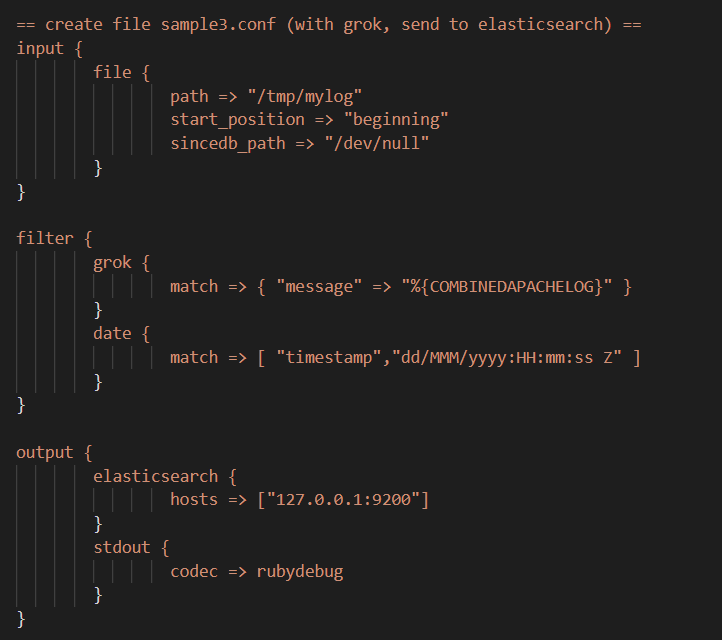 == create file sample3.conf (with grok, send to elasticsearch) ==
input {
        file {
                path => "/tmp/mylog"
                start_position => "beginning"
                sincedb_path => "/dev/null"
        }
}

filter {
        grok {
                match => { "message" => "%{COMBINEDAPACHELOG}" }
        }
        date {
                match => [ "timestamp","dd/MMM/yyyy:HH:mm:ss Z" ]
        }
}

output {
        elasticsearch {
                hosts => ["127.0.0.1:9200"]
        }
        stdout {
                codec => rubydebug
        }
}